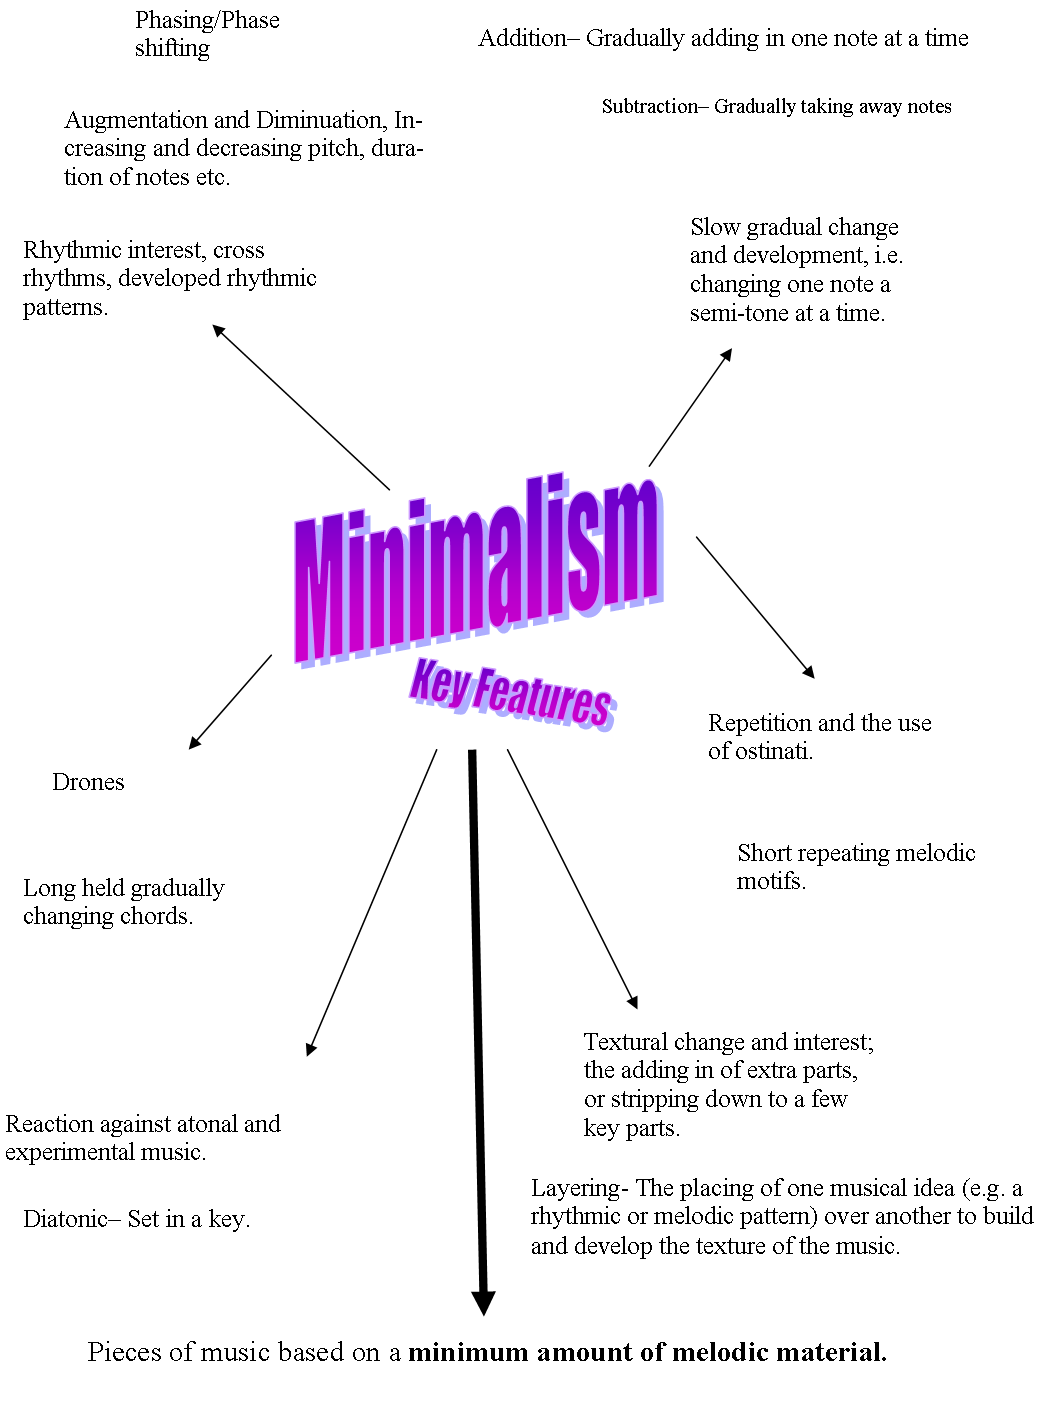 Phasing/Phase
shifting
Addition– Gradually adding in one note at a time
Subtraction– Gradually taking away notes
Augmentation and Diminuation, In-
creasing and decreasing pitch, dura-
tion of notes etc.
Rhythmic interest, cross
rhythms, developed rhythmic
patterns.
Slow gradual change
and development, i.e.
changing one note a
semi-tone at a time.
Minimalism
Key Features
Repetition and the use
of ostinati.
Drones
Short repeating melodic
motifs.
Long held gradually
changing chords.
Textural change and interest;
the adding in of extra parts,
or stripping down to a few
key parts.
Reaction against atonal and
experimental music.
Layering- The placing of one musical idea (e.g. a
rhythmic or melodic pattern) over another to build
and develop the texture of the music.
Diatonic– Set in a key.
Pieces of music based on a minimum amount of melodic material.